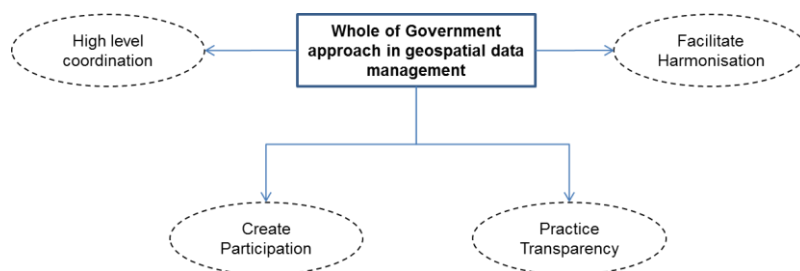 High level
coordination
Whole of Government
approach in geospatial data
management
Facilitate
Harmonisation
Create
Participation
Practice
Transparency